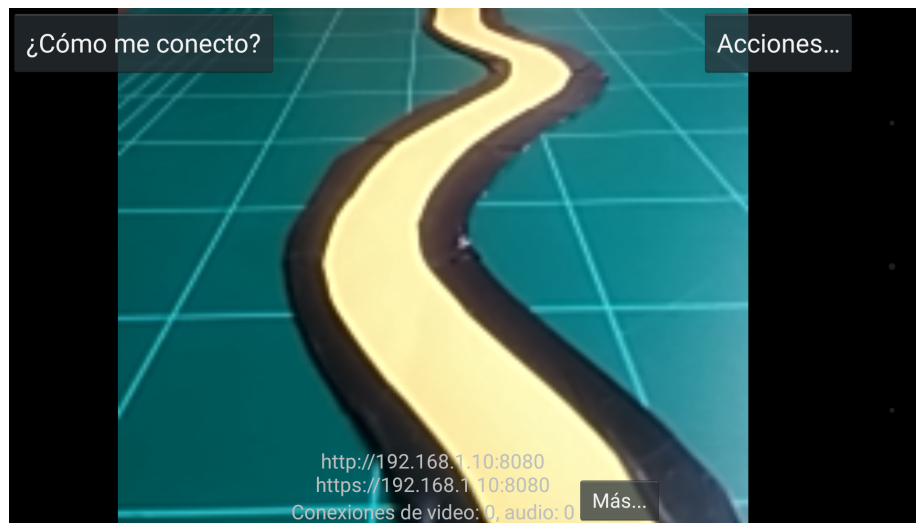 ¿Cómo me conecto?
Acciones...
http://192.168.1.10:8080
https://192.168.1.10:8080
Conexiones de video: 0, audio: 0
Más...